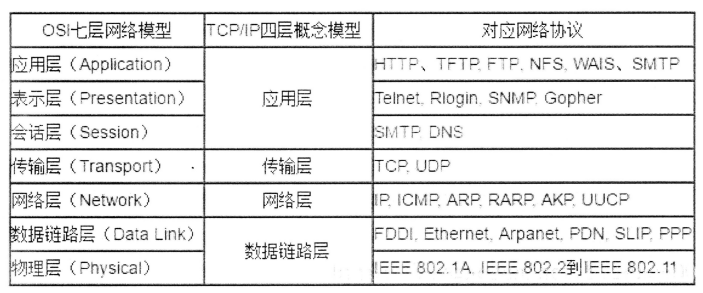 OSI七层网络模型 TCP/IP四层概念模型 对应网络协议
应用层（Application） HTTP、TFTP, FTP, NFS, WAIS、SMTP
表示层（Presentation） 应用层 Telnet, Rlogin, SNMP, Gopher
会话层（Session） SMTP, DNS
传输层（Transport） 传输层 TCP, UDP
网络层（Network） 网络层 IP, ICMP, ARP, RARP, AKP, UUCP
数据链路层（Data Link） 数据链路层 FDDI, Ethernet, Arpanet, PDN, SLIP, PPP
物理层（Physical） IEEE 802.1A, IEEE 802.2到IEEE 802.11